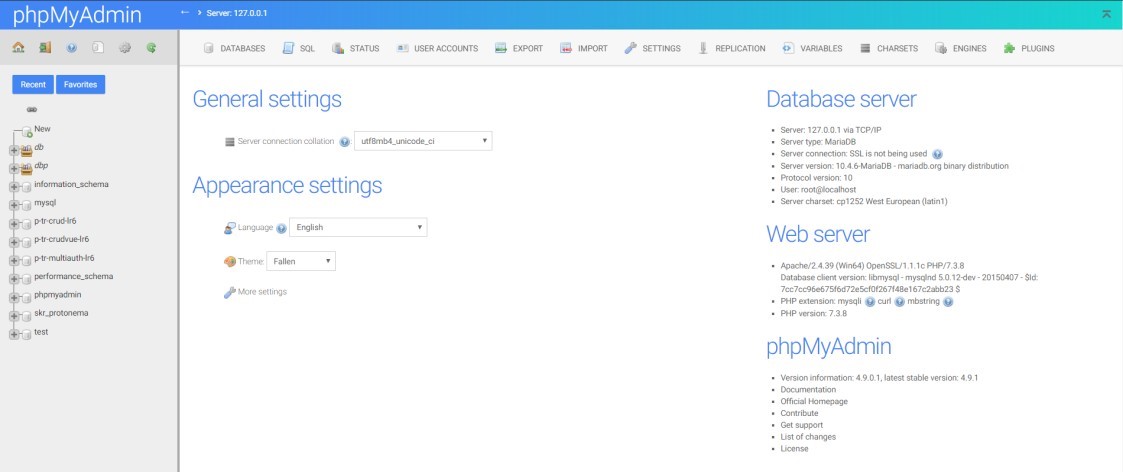 phpMyAdmin
Server: 127.0.0.1
DATABASES SQL STATUS USER ACCOUNTS EXPORT IMPORT SETTINGS REPLICATION VARIABLES CHARSETS ENGINES PLUGINS
Recent Favorites
New
db
dbp
information_schema
mysql
p-tr-crud-lr6
p-tr-crudvue-lr6
p-tr-multiauth-lr6
performance_schema
phpmyadmin
skr_protonema
test
General settings
Server connection collation utf8mb4_unicode_ci
Appearance settings
Language English
Theme: Fallen
More settings
Database server
Server: 127.0.0.1 via TCP/IP
Server type: MariaDB
Server connection: SSL is not being used
Server version: 10.4.6-MariaDB - mariadb.org binary distribution
Protocol version: 10
User: root@localhost
Server charset: cp1252 West European (latin1)
Web server
Apache/2.4.39 (Win64) OpenSSL/1.1.1c PHP/7.3.8
Database client version: libmysql - mysqlnd 5.0.12-dev - 20150407 - $Id:
7cc7cc96e675f6d72e5cf0f267f48e167c2abb23 $
PHP extension: mysqli curl mbstring
PHP version: 7.3.8
phpMyAdmin
Version information: 4.9.0.1, latest stable version: 4.9.1
Documentation
Official Homepage
Contribute
Get support
List of changes
License